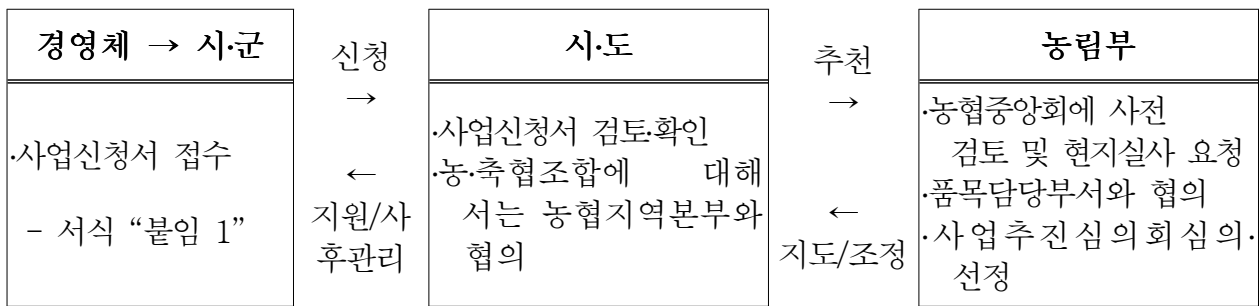 경영체 → 시·군
·사업신청서 접수
- 서식 “붙임 1”
신청
→
←
지원/사
후관리
시·도
·사업신청서 검토·확인
·농·축협조합에 대해
서는 농협지역본부와
협의
추천
→
←
지도/조정
농림부
·농협중앙회에 사전
검토 및 현지실사 요청
·품목담당부서와 협의
·사업추진심의회심의·
선정